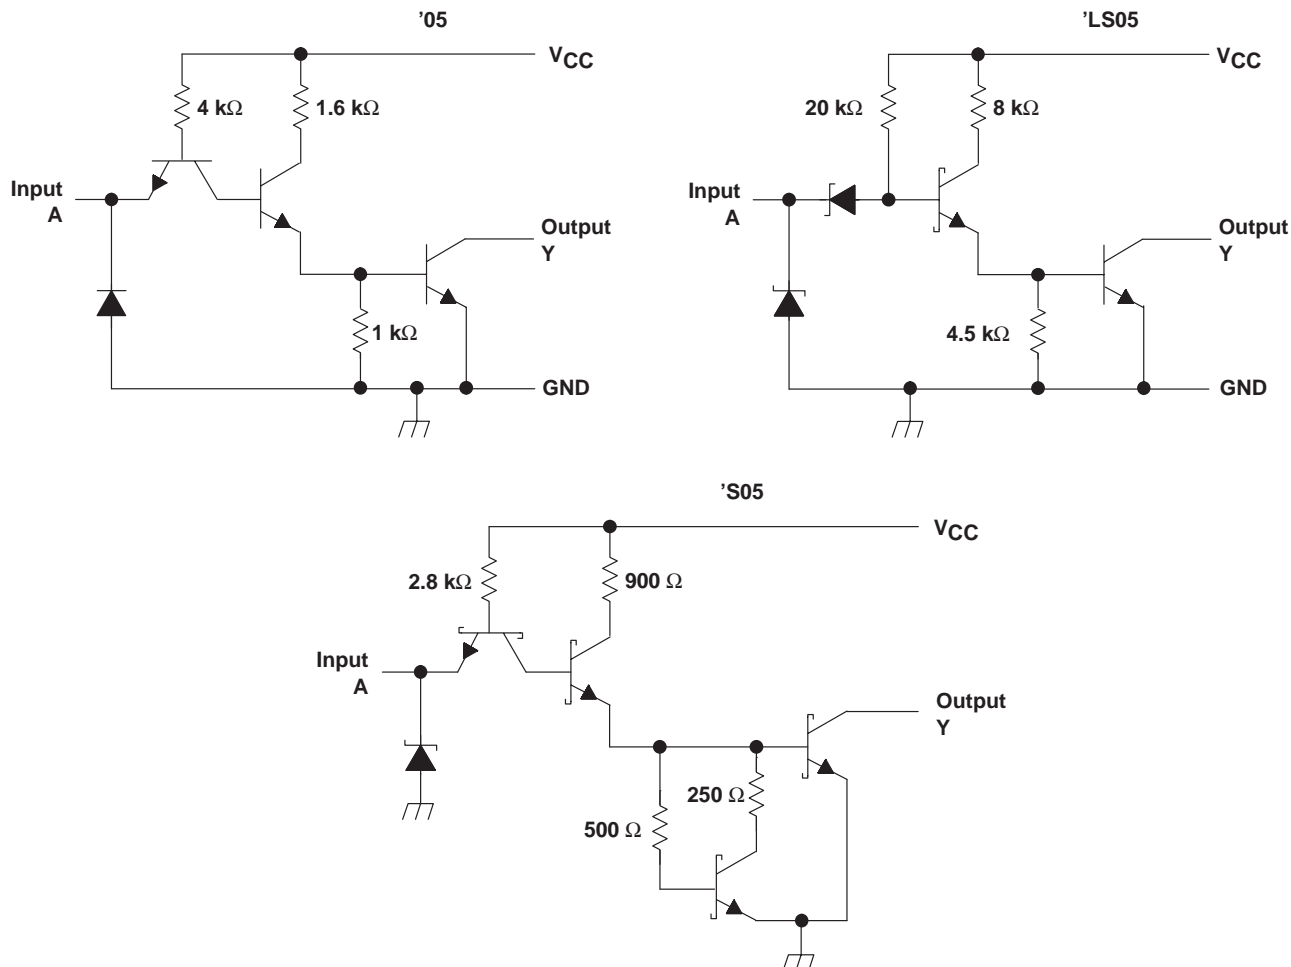 ’05
VCC
4 kΩ
1.6 kΩ
Input
A
Output
Y
1 kΩ
GND
’LS05
VCC
20 kΩ
8 kΩ
Input
A
Output
Y
4.5 kΩ
GND
’S05
VCC
2.8 kΩ
900 Ω
Input
A
Output
Y
250 Ω
500 Ω